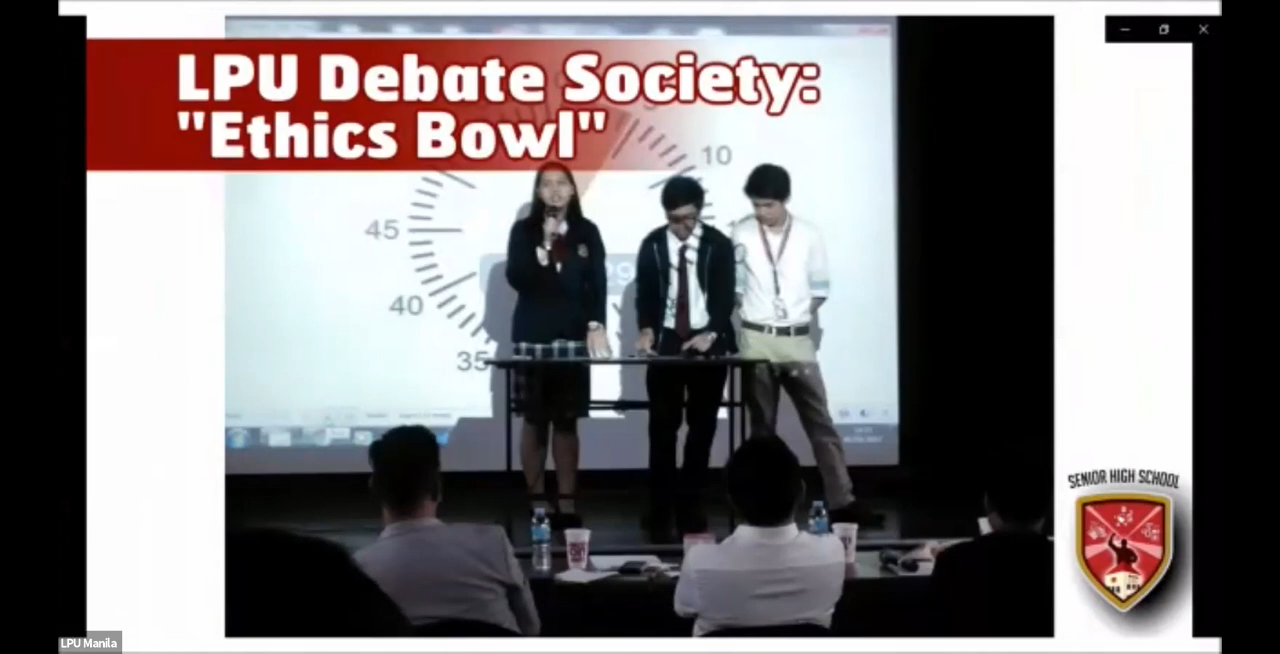 LPU Debate Society:
"Ethics Bowl"
10
45
40
35
SENIOR HIGH SCHOOL
LPU Manila